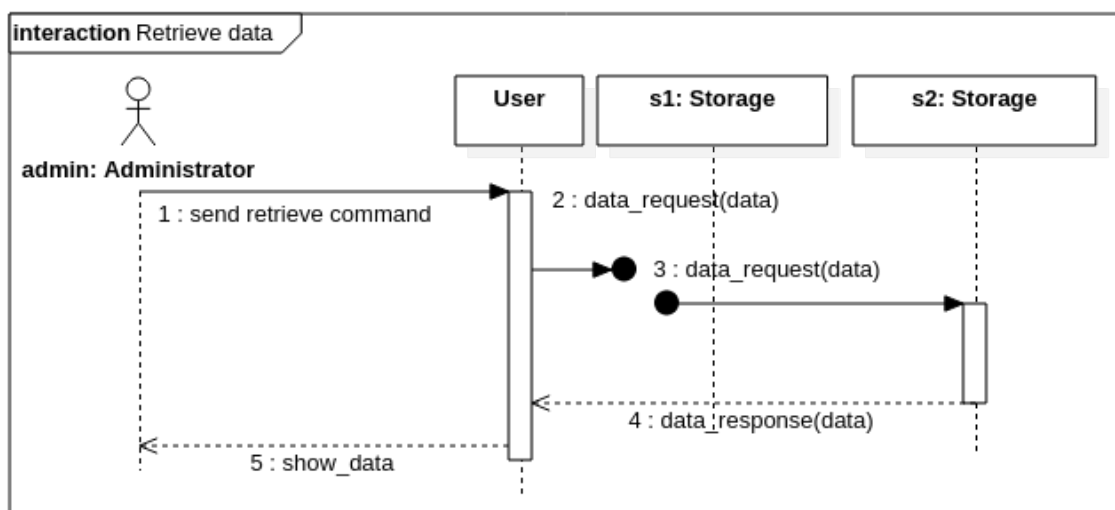 interaction Retrieve data
User
s1: Storage
s2: Storage
admin: Administrator
1 : send retrieve command
2 : data_request(data)
3 : data_request(data)
4 : data_response(data)
5 : show_data